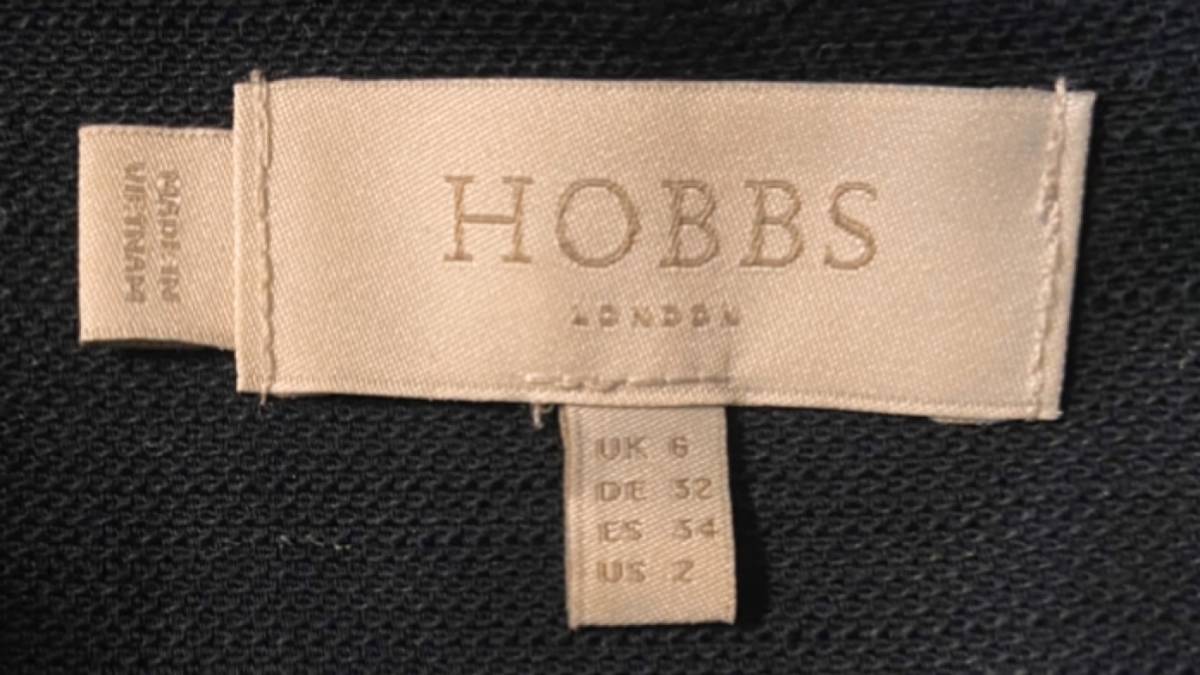 HOBBS
LONDON
MADE IN
VIETNAM
UK 6
DE 32
ES 34
US 2